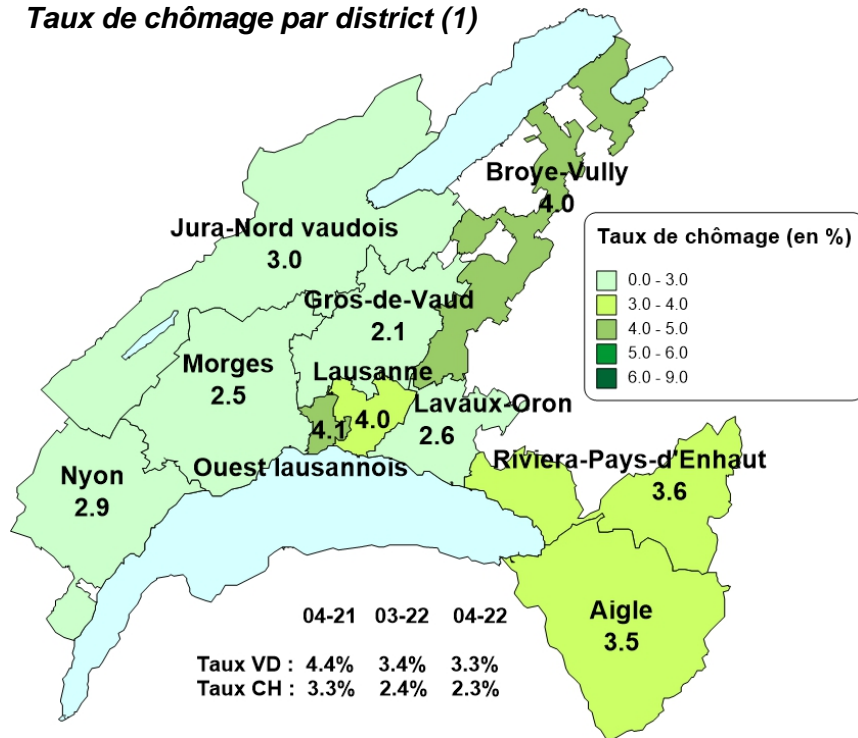 Taux de chômage par district (1)
Broye-Vully
4.0
Jura-Nord vaudois
3.0
Taux de chômage (en %)
0.0 - 3.0
3.0 - 4.0
4.0 - 5.0
5.0 - 6.0
6.0 - 9.0
Gros-de-Vaud
2.1
Morges
2.5
Lausanne
4.0
4.1
Lavaux-Oron
2.6
Ouest lausannois
Riviera-Pays-d'Enhaut
3.6
Nyon
2.9
Aigle
3.5
04-21 03-22 04-22
Taux VD : 4.4% 3.4% 3.3%
Taux CH : 3.3% 2.4% 2.3%